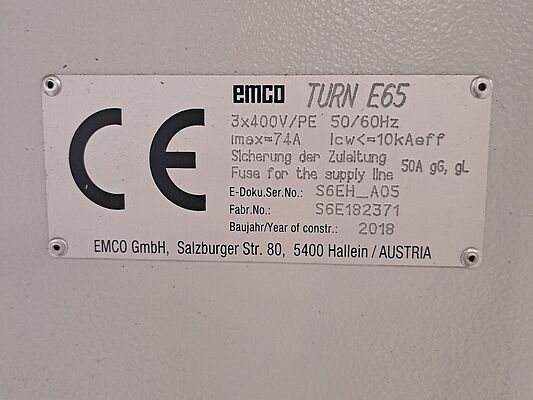 CE
emco TURN E65
3x400V/PE 50/60Hz
imax=74A Icw<=10kAeff
Sicherung der Zuleitung
Fuse for the supply line 50A gG, gL
E-Doku.Ser.No.: S6EH_A05
Fabr.No.: S6E182371
Baujahr/Year of constr.: 2018
EMCO GmbH, Salzburger Str. 80, 5400 Hallein / AUSTRIA